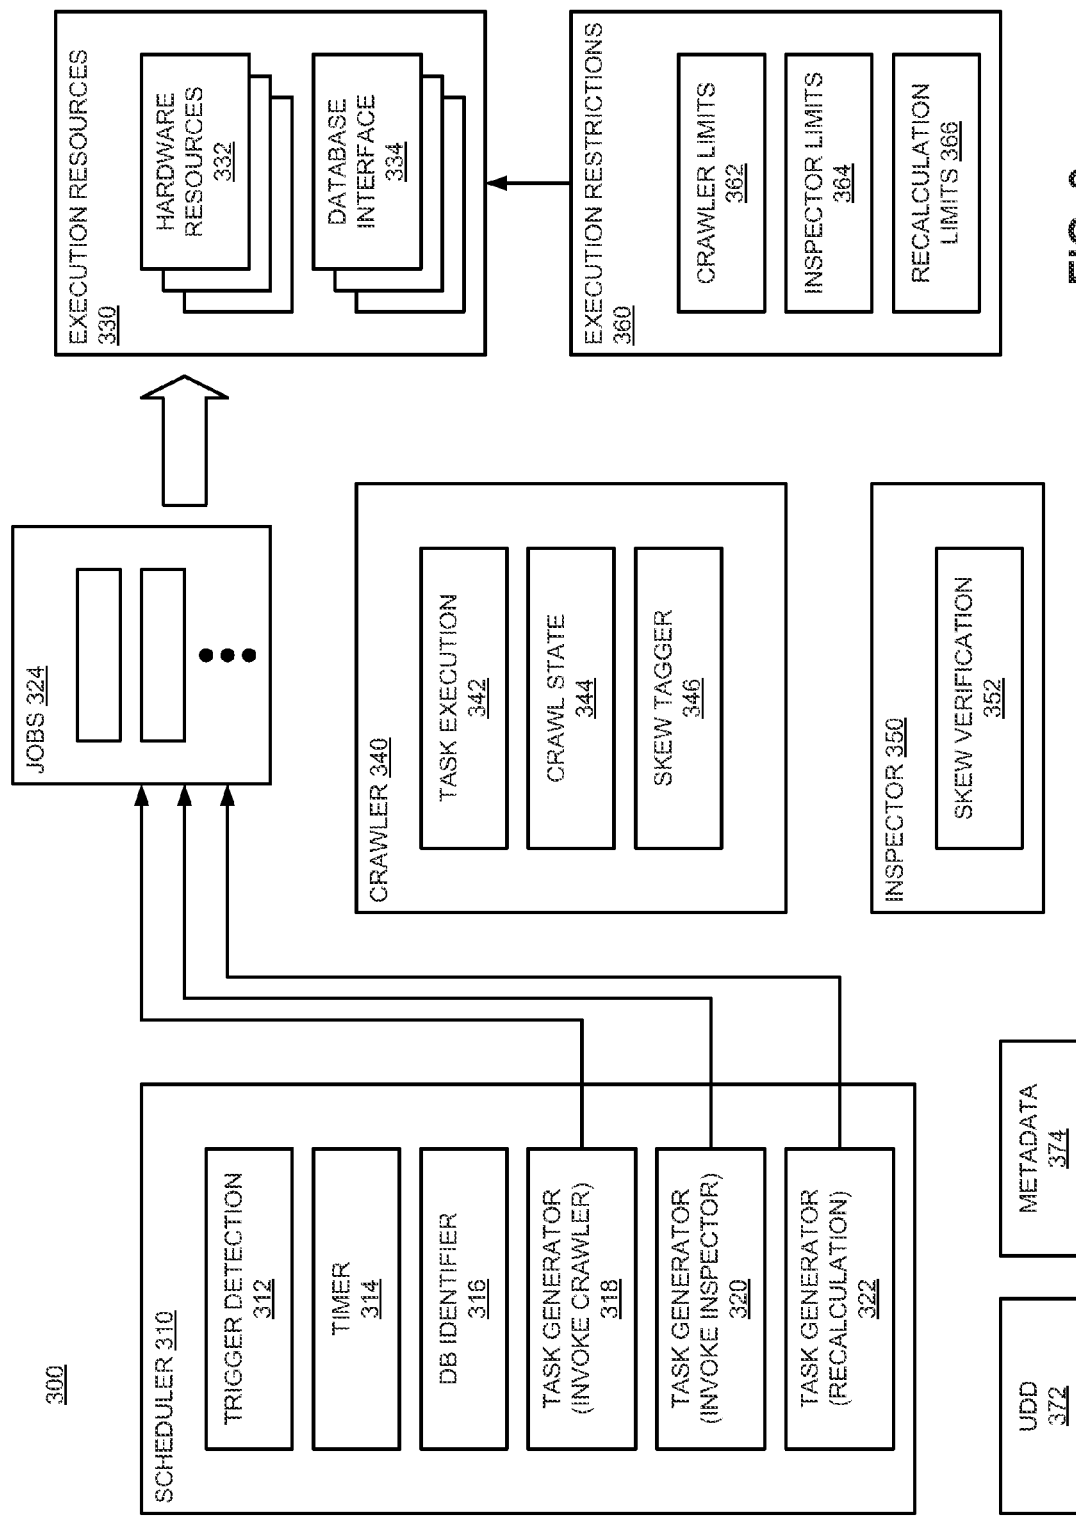 300
SCHEDULER 310
TRIGGER DETECTION
312
TIMER
314
DB IDENTIFIER
316
TASK GENERATOR
(INVOKE CRAWLER)
318
TASK GENERATOR
(INVOKE INSPECTOR)
320
TASK GENERATOR
(RECALCULATION)
322
UDD
372
METADATA
374
JOBS 324
CRAWLER 340
TASK EXECUTION
342
CRAWL STATE
344
SKEW TAGGER
346
INSPECTOR 350
SKEW VERIFICATION
352
EXECUTION RESOURCES
330
HARDWARE
RESOURCES
332
DATABASE
INTERFACE
334
EXECUTION RESTRICTIONS
360
CRAWLER LIMITS
362
INSPECTOR LIMITS
364
RECALCULATION
LIMITS 366